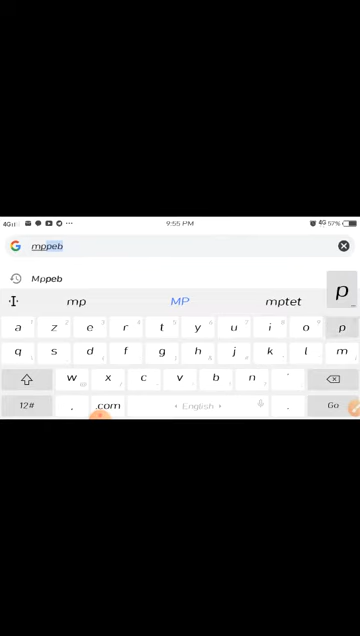 4G 9:55 PM 4G 57%
G mppeb
Mppeb
mp MP mptet p
a z e r t y u i o p
q s d f g h j k l m
w x c v b n '
12# , .com English . Go